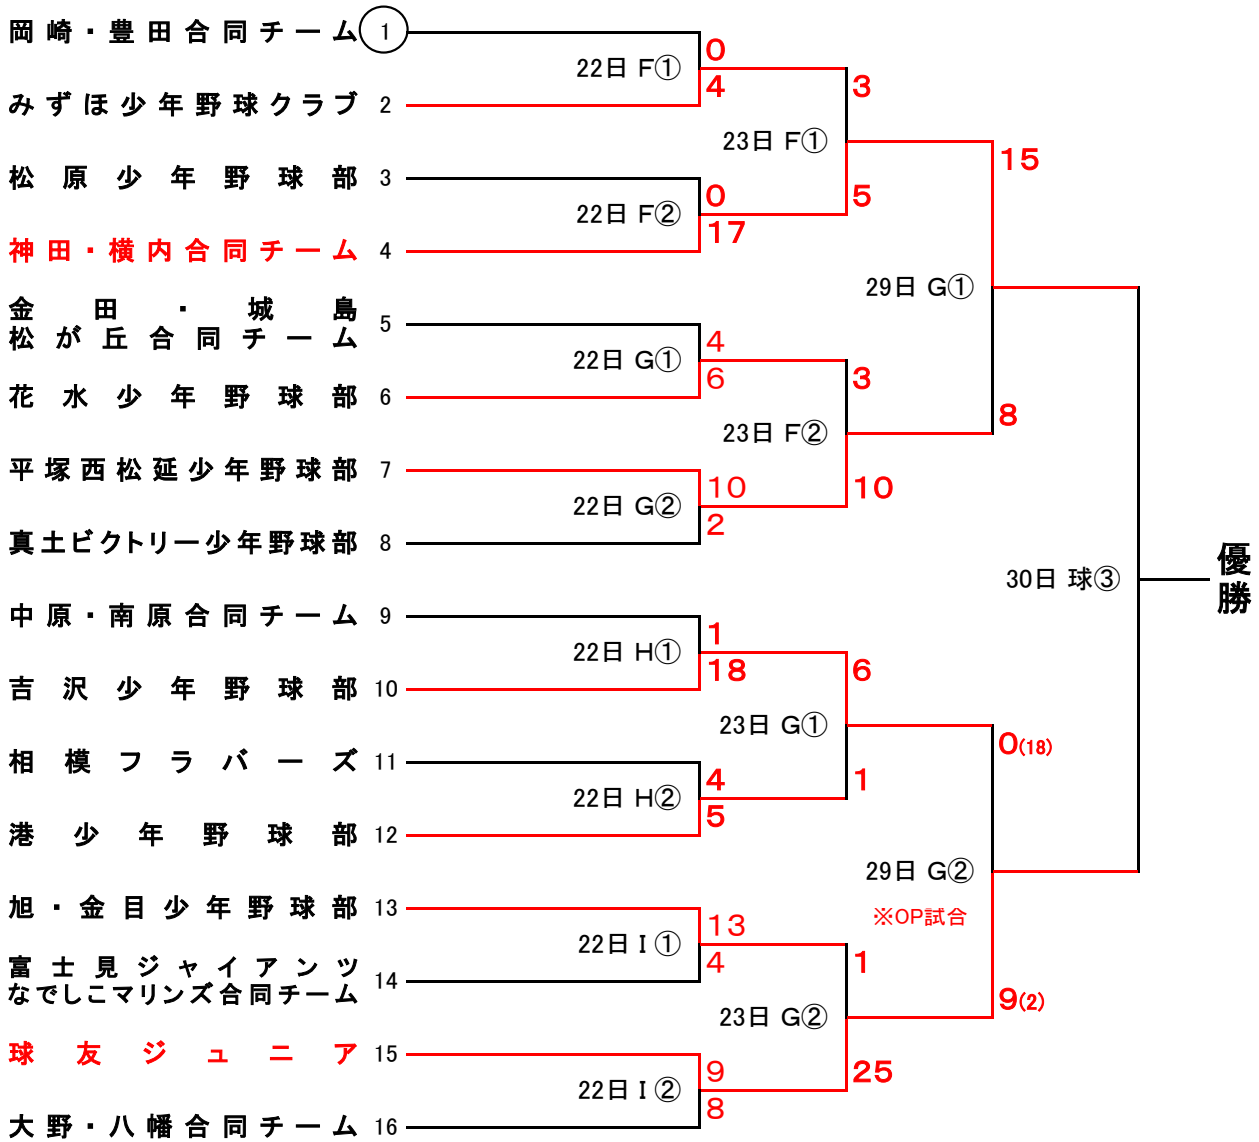 岡崎・豊田合同チーム 1
22日 F① 0
4
みずほ少年野球クラブ 2
3
23日 F①
15
松原少年野球部 3
22日 F② 0
17
5
神田・横内合同チーム 4
29日 G①
金田・城島
松が丘合同チーム 5
22日 G① 4
6
3
花水少年野球部 6
8
23日 F②
平塚西松延少年野球部 7
22日 G② 10
2
10
真土ビクトリー少年野球部 8
30日 球③
優勝
中原・南原合同チーム 9
22日 H① 1
18
6
吉沢少年野球部 10
23日 G①
0(18)
相模フラバーズ 11
22日 H② 4
5
1
港少年野球部 12
29日 G②
※OP試合
旭・金目少年野球部 13
22日 I① 13
4
1
富士見ジャイアンツ
なでしこマリンズ合同チーム 14
9(2)
23日 G②
球友ジュニア 15
22日 I② 9
8
25
大野・八幡合同チーム 16